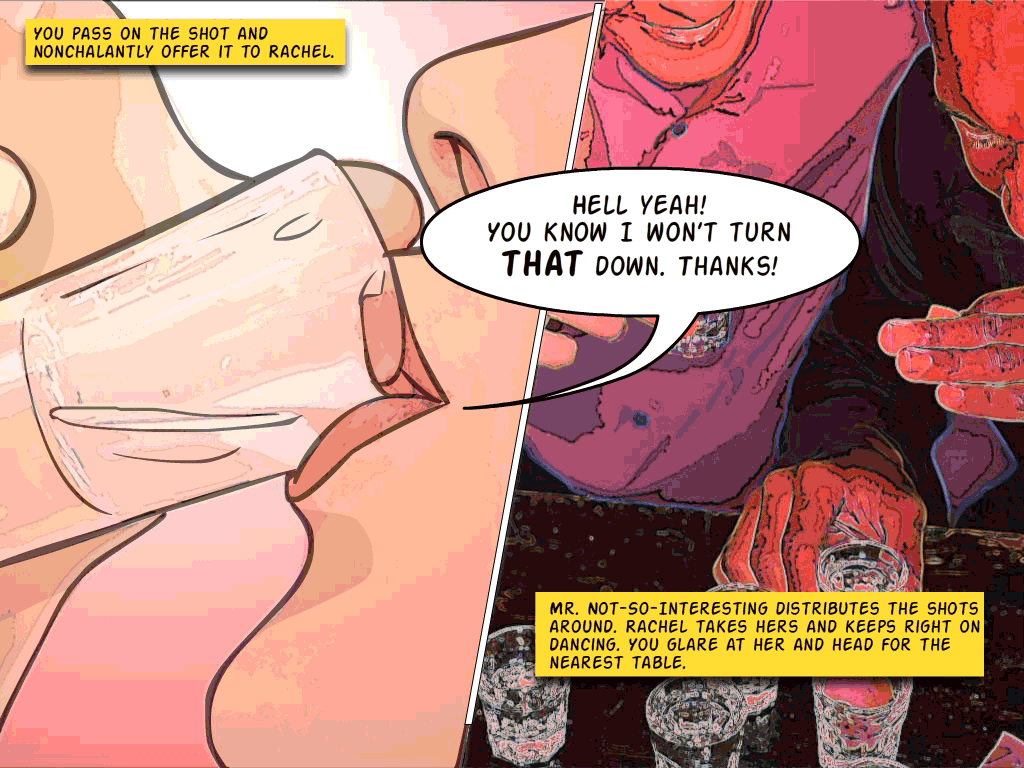 YOU PASS ON THE SHOT AND
NONCHALANTLY OFFER IT TO RACHEL.
HELL YEAH!
YOU KNOW I WON'T TURN
THAT DOWN. THANKS!
MR. NOT-SO-INTERESTING DISTRIBUTES THE SHOTS
AROUND. RACHEL TAKES HERS AND KEEPS RIGHT ON
DANCING. YOU GLARE AT HER AND HEAD FOR THE
NEAREST TABLE.